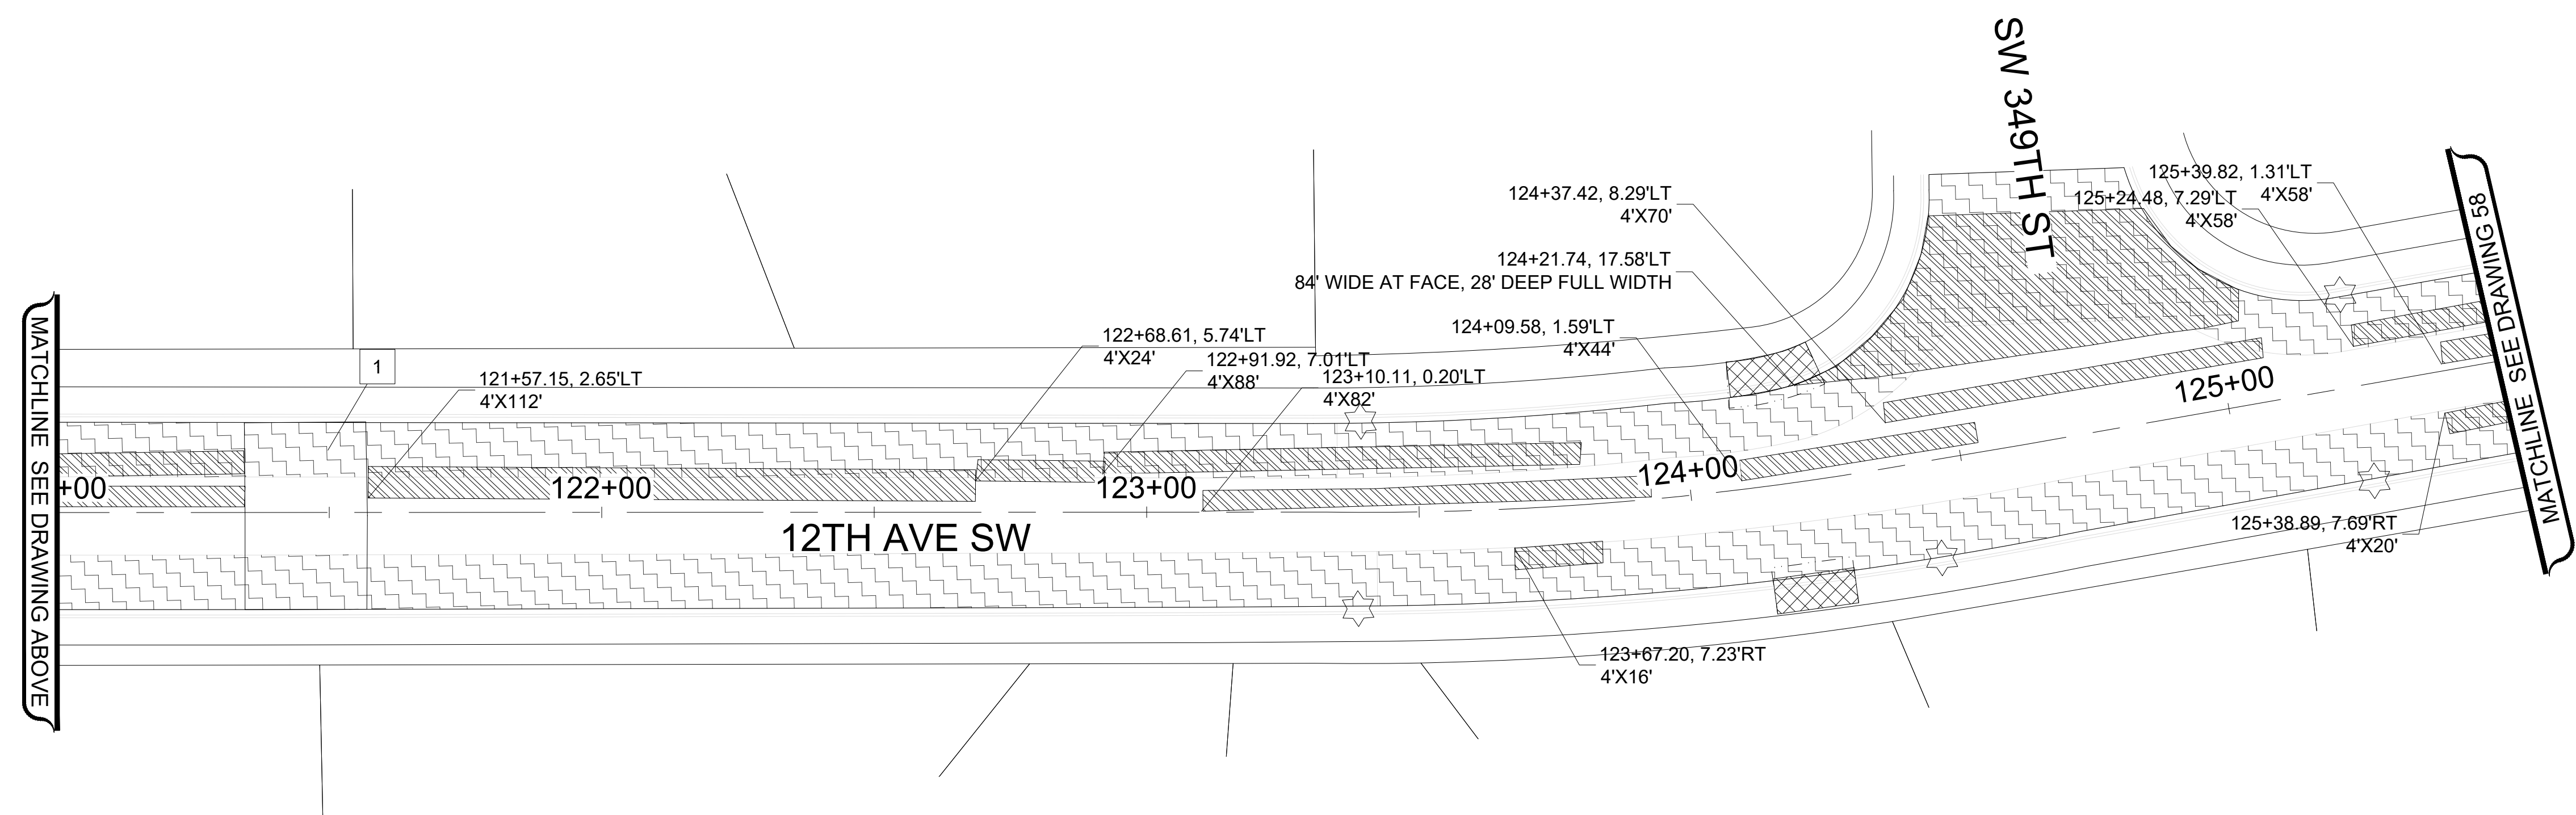 SW 349TH ST
125+39.82, 1.31'LT
4'X58'
125+24.48, 7.29'LT
4'X58'
124+37.42, 8.29'LT
4'X70'
124+21.74, 17.58'LT
84' WIDE AT FACE, 28' DEEP FULL WIDTH
124+09.58, 1.59'LT
4'X44'
122+68.61, 5.74'LT
4'X24'
122+91.92, 7.01'LT
4'X88'
123+10.11, 0.20'LT
4'X82'
1
121+57.15, 2.65'LT
4'X112'
MATCHLINE SEE DRAWING ABOVE
MATCHLINE SEE DRAWING 58
+00
122+00
123+00
124+00
125+00
12TH AVE SW
125+38.89, 7.69'RT
4'X20'
123+67.20, 7.23'RT
4'X16'